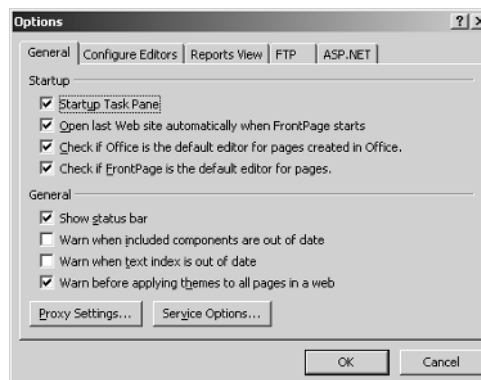 Options
General Configure Editors Reports View FTP ASP.NET
Startup
Startup Task Pane
Open last Web site automatically when FrontPage starts
Check if Office is the default editor for pages created in Office.
Check if FrontPage is the default editor for pages.
General
Show status bar
Warn when included components are out of date
Warn when text index is out of date
Warn before applying themes to all pages in a web
Proxy Settings... Service Options...
OK Cancel